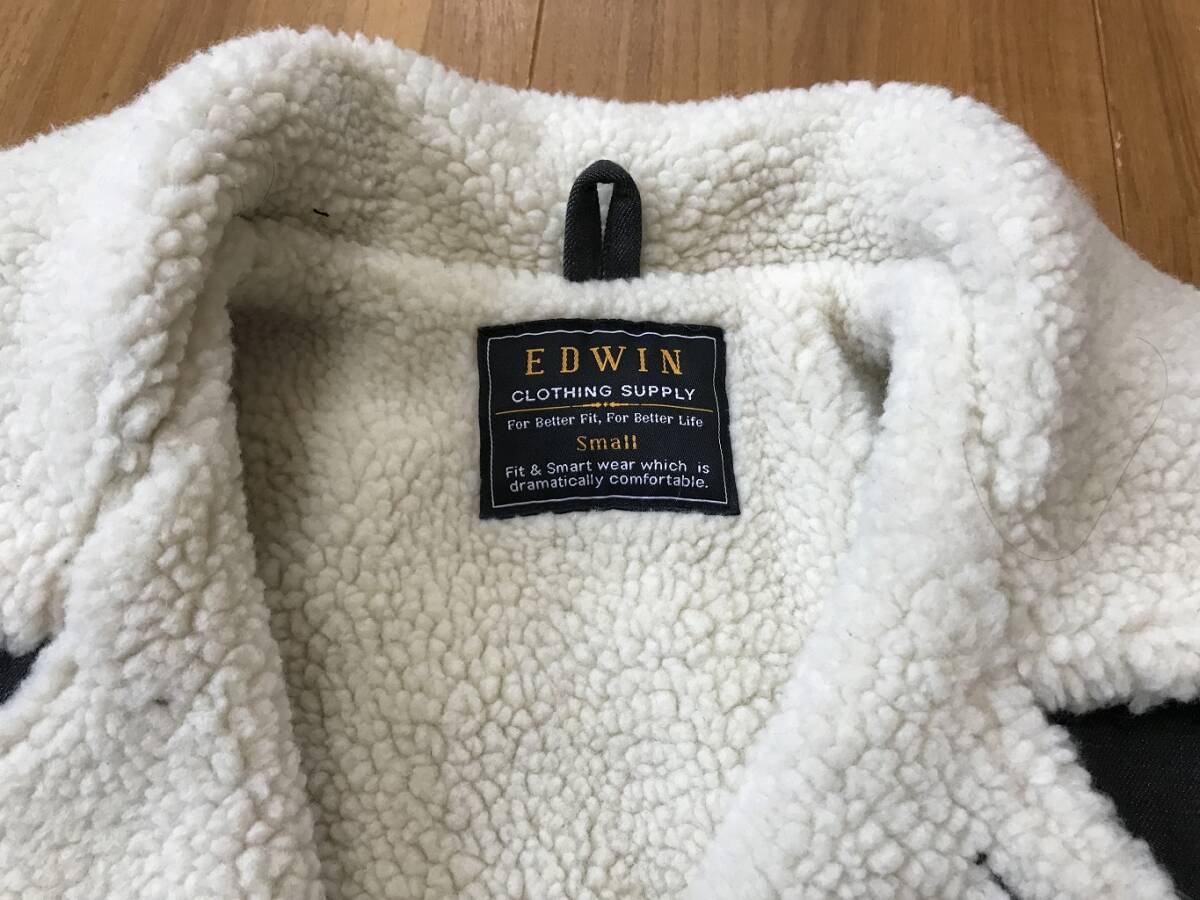 EDWIN
CLOTHING SUPPLY
For Better Fit, For Better Life
Small
Fit & Smart wear which is
dramatically comfortable.